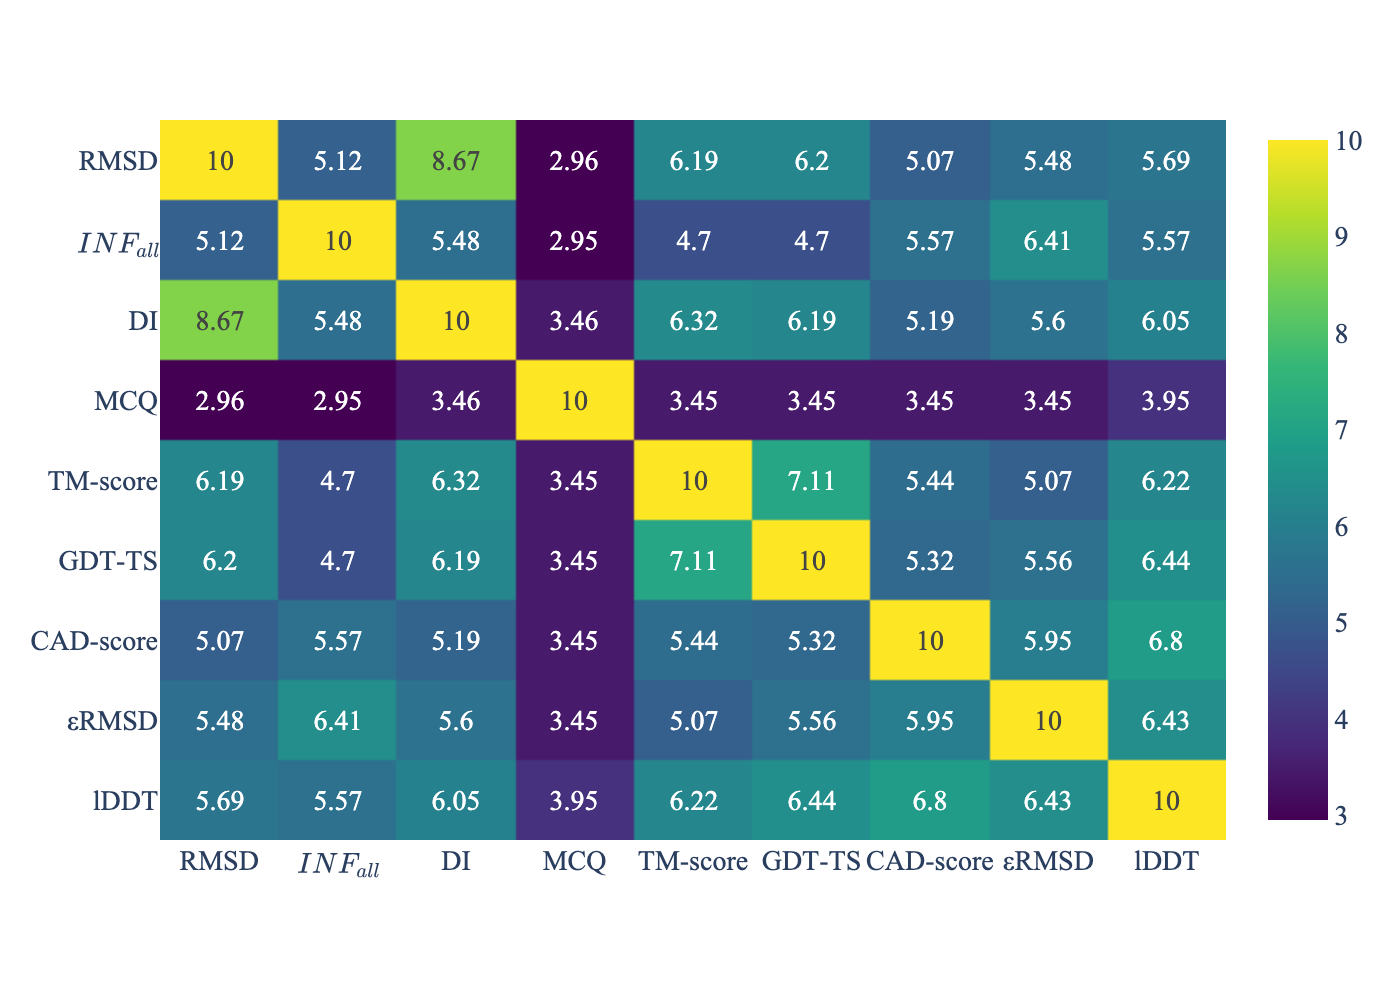 RMSD 10 5.12 8.67 2.96 6.19 6.2 5.07 5.48 5.69
INF_all 5.12 10 5.48 2.95 4.7 4.7 5.57 6.41 5.57
DI 8.67 5.48 10 3.46 6.32 6.19 5.19 5.6 6.05
MCQ 2.96 2.95 3.46 10 3.45 3.45 3.45 3.45 3.95
TM-score 6.19 4.7 6.32 3.45 10 7.11 5.44 5.07 6.22
GDT-TS 6.2 4.7 6.19 3.45 7.11 10 5.32 5.56 6.44
CAD-score 5.07 5.57 5.19 3.45 5.44 5.32 10 5.95 6.8
εRMSD 5.48 6.41 5.6 3.45 5.07 5.56 5.95 10 6.43
lDDT 5.69 5.57 6.05 3.95 6.22 6.44 6.8 6.43 10
RMSD INF_all DI MCQ TM-score GDT-TS CAD-score εRMSD lDDT
10
9
8
7
6
5
4
3